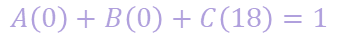 A(0) + B(0) + C(18) = 1